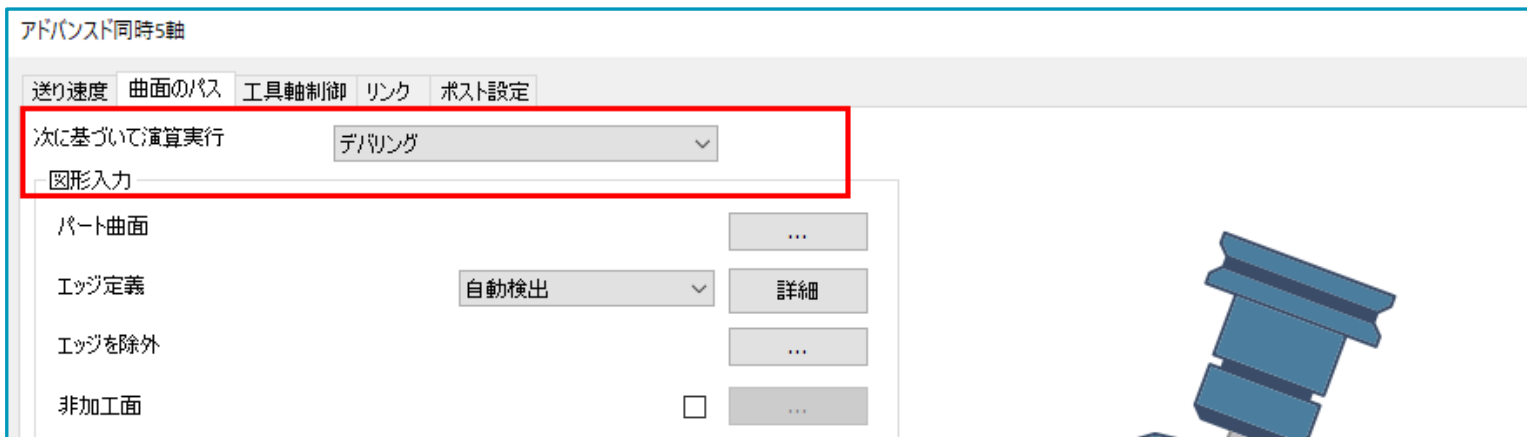 アドバンスド同時5軸
送り速度 曲面のパス 工具軸制御 リンク ポスト設定
次に基づいて演算実行 デバリング
図形入力
パート曲面 ...
エッジ定義 自動検出 詳細
エッジを除外 ...
非加工面 ...